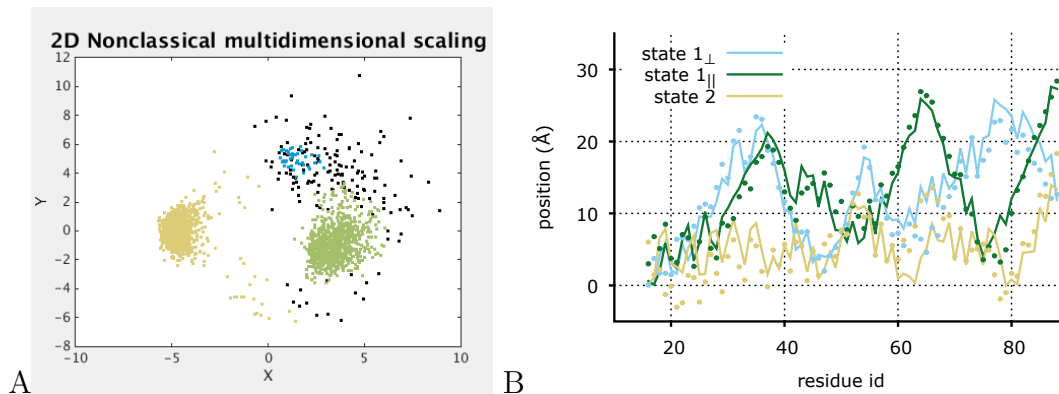 2D Nonclassical multidimensional scaling
12
10
8
6
4
2
0
−2
−4
−6
−8
Y
−10
−5
0
5
10
X
A
state 1⊥
state 1||
state 2
30
20
10
0
position (Å)
20
40
60
80
residue id
B